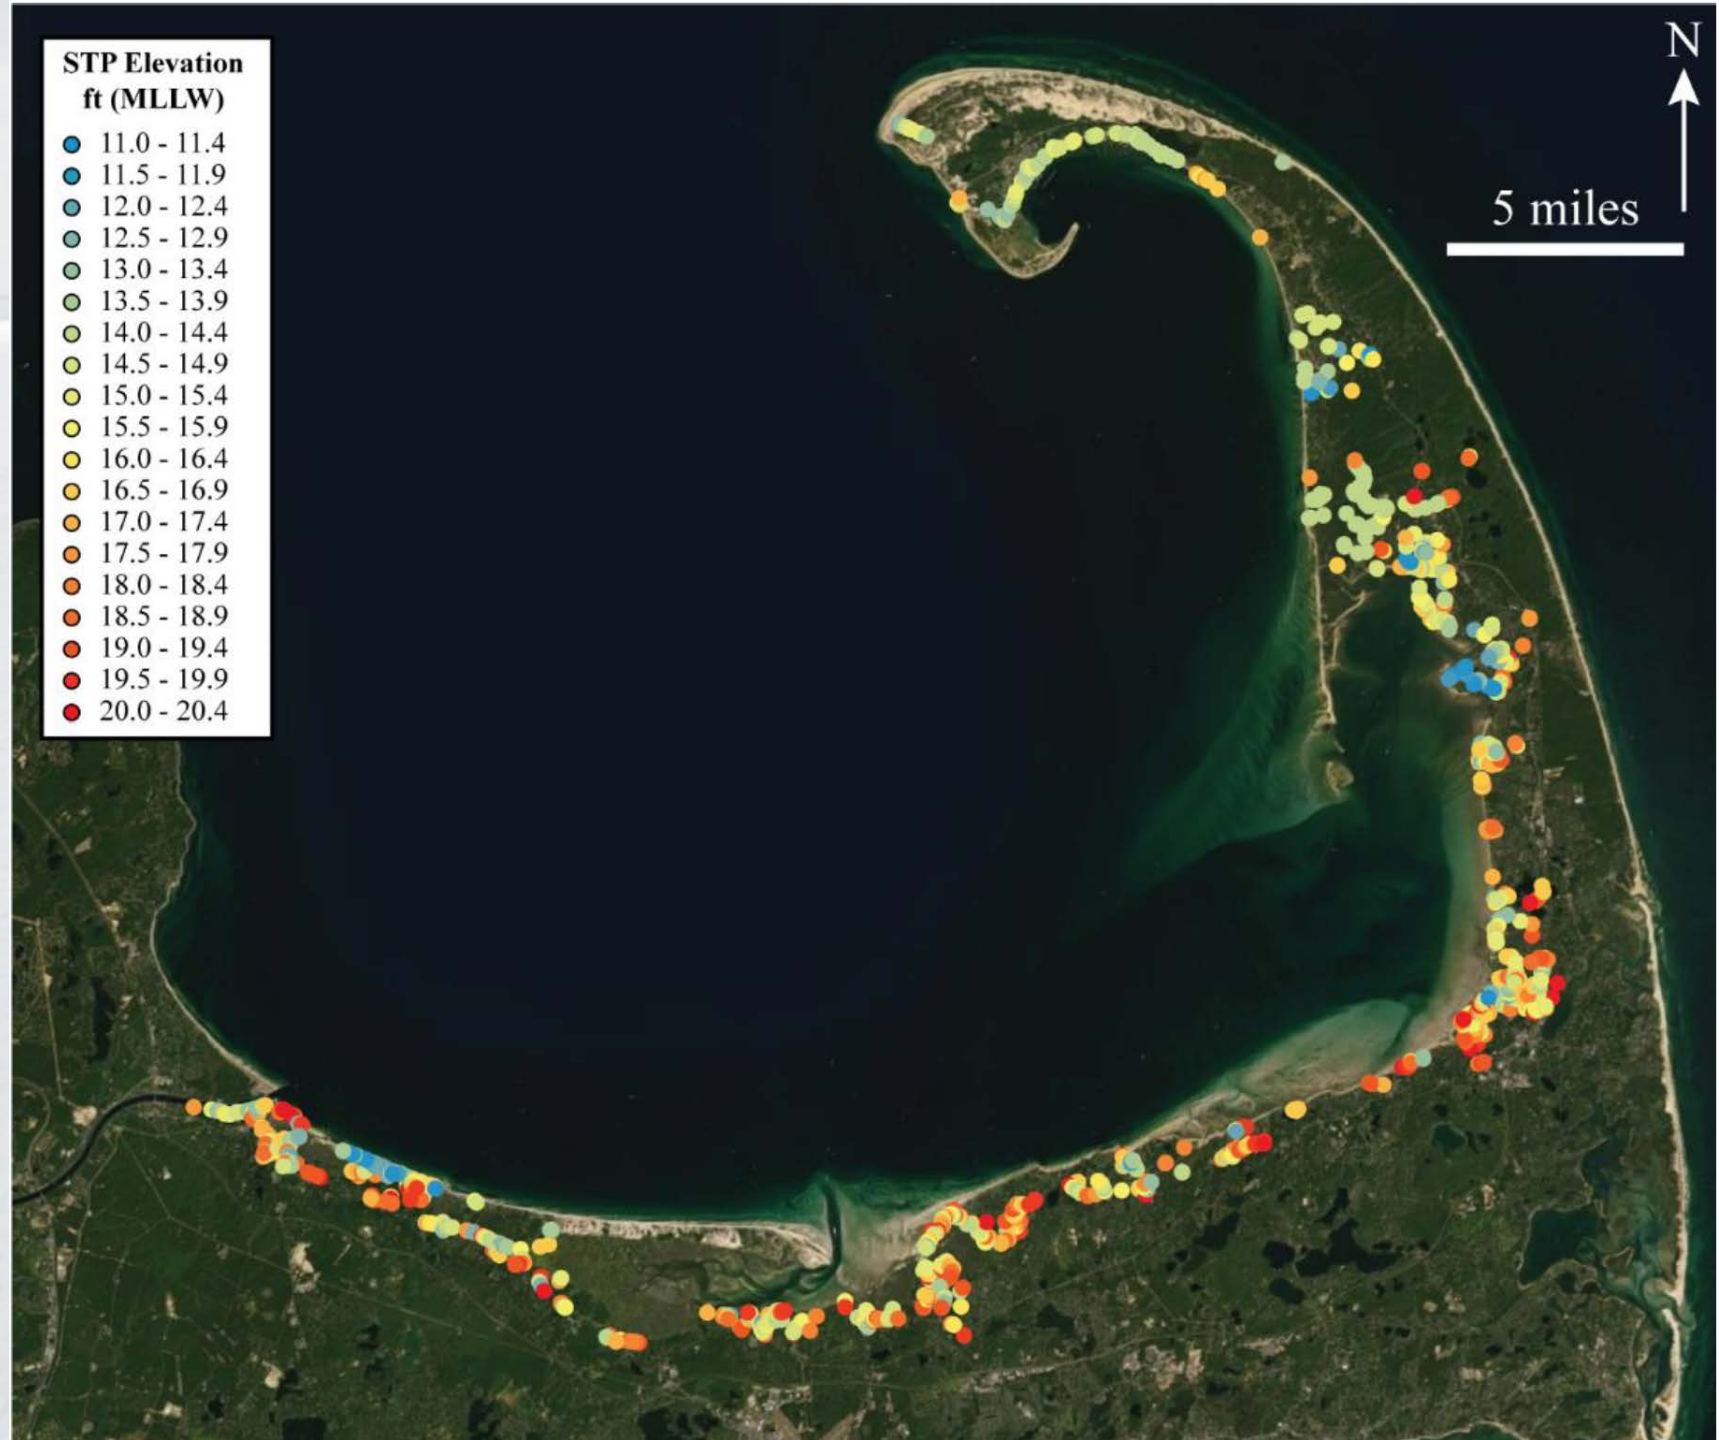 STP Elevation
ft (MLLW)
11.0 - 11.4
11.5 - 11.9
12.0 - 12.4
12.5 - 12.9
13.0 - 13.4
13.5 - 13.9
14.0 - 14.4
14.5 - 14.9
15.0 - 15.4
15.5 - 15.9
16.0 - 16.4
16.5 - 16.9
17.0 - 17.4
17.5 - 17.9
18.0 - 18.4
18.5 - 18.9
19.0 - 19.4
19.5 - 19.9
20.0 - 20.4
N
5 miles